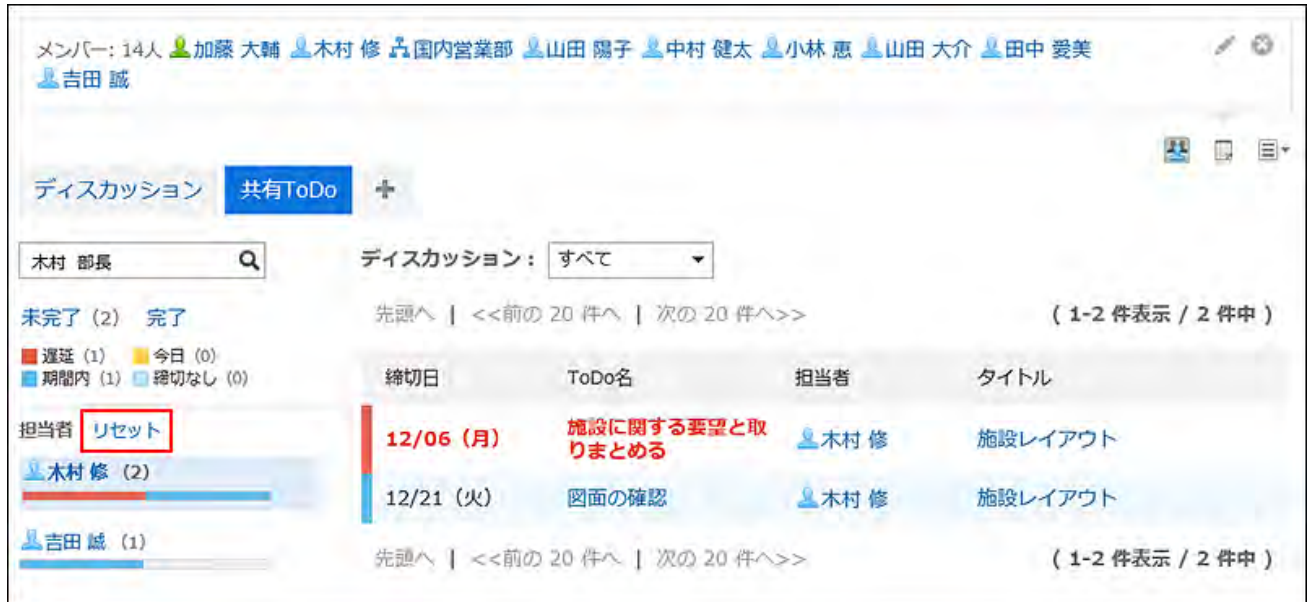 メンバー: 14人 加藤 大輔 木村 修 国内営業部 山田 陽子 中村 健太 小林 恵 山田 大介 田中 愛美
吉田 誠
ディスカッション 共有ToDo
木村 部長
ディスカッション: すべて
未完了 (2) 完了
先頭へ | <<前の 20 件へ | 次の 20 件へ>> ( 1-2 件表示 / 2 件中 )
遅延 (1) 今日 (0)
期間内 (1) 締切なし (0)
締切日 ToDo名 担当者 タイトル
担当者 リセット
12/06 (月) 施設に関する要望と取
りまとめる
木村 修 施設レイアウト
木村 修 (2)
12/21 (火) 図面の確認 木村 修 施設レイアウト
吉田 誠 (1)
先頭へ | <<前の 20 件へ | 次の 20 件へ>> ( 1-2 件表示 / 2 件中 )